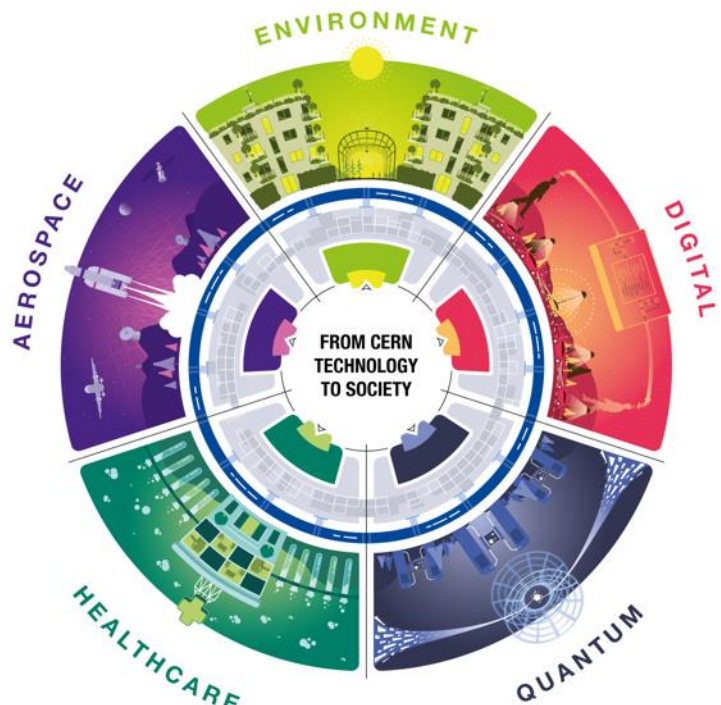 ENVIRONMENT
AEROSPACE
DIGITAL
FROM CERN
TECHNOLOGY
TO SOCIETY
HEALTHCARE
QUANTUM